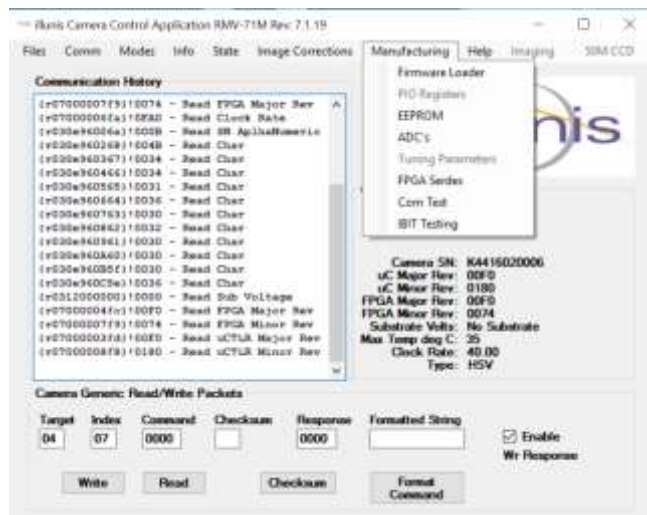 illunis Camera Control Application RMV-71M Rev: 7.1.19
Files Comm Modes Info State Image Corrections Manufacturing Help Imaging
Firmware Loader
PIO Registers
EEPROM
ADC's
Tuning Parameters
FPGA Serdes
Com Test
IBIT Testing
nis
Communication History
- Read FPGA Major Rev
- Read Clock Rate
- Read SN AplhaNumeric
- Read Char
- Read Char
- Read Char
- Read Char
- Read Char
- Read Char
- Read Char
- Read Char
- Read Char
- Read Char
- Read Char
- Read Sub Voltage
- Read FPGA Major Rev
- Read FPGA Minor Rev
- Read uCTLR Major Rev
- Read uCTLR Minor Rev
Camera SN: K4416020006
uC Major Rev: 00F0
uC Minor Rev: 0180
FPGA Major Rev: 00F0
FPGA Minor Rev: 0074
Substrate Volts: No Substrate
Max Temp deg C: 35
Clock Rate: 40.00
Type: HSV
Camera Generic Read/Write Packets
Target Index Command Checksum Response Formatted String
04 07 0000 0000
Enable
Wr Response
Write Read Checksum Format
Command